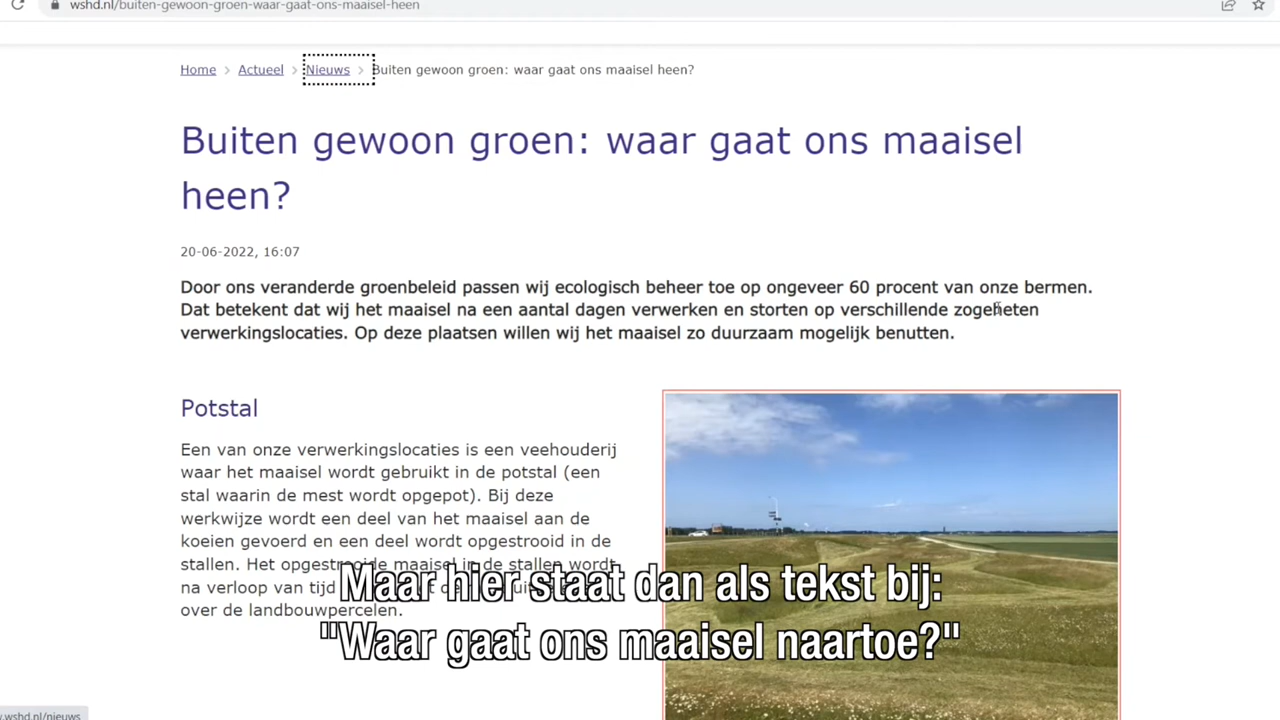 wshd.nl/buiten-gewoon-groen-waar-gaat-ons-maaisel-heen
Home > Actueel > Nieuws > Buiten gewoon groen: waar gaat ons maaisel heen?
Buiten gewoon groen: waar gaat ons maaisel
heen?
20-06-2022, 16:07
Door ons veranderde groenbeleid passen wij ecologisch beheer toe op ongeveer 60 procent van onze bermen.
Dat betekent dat wij het maaisel na een aantal dagen verwerken en storten op verschillende zogeheten
verwerkingslocaties. Op deze plaatsen willen wij het maaisel zo duurzaam mogelijk benutten.
Potstal
Een van onze verwerkingslocaties is een veehouderij
waar het maaisel wordt gebruikt in de potstal (een
stal waarin de mest wordt opgepot). Bij deze
werkwijze wordt een deel van het maaisel aan de
koeien gevoerd en een deel wordt opgestrooid in de
stallen. Het opgestrooide maaisel in de stallen wordt
na verloop van tijd
over de landbouwpercelen.
Maar hier staat dan als tekst bij:
"Waar gaat ons maaisel naartoe?"
.wshd.nl/nieuws